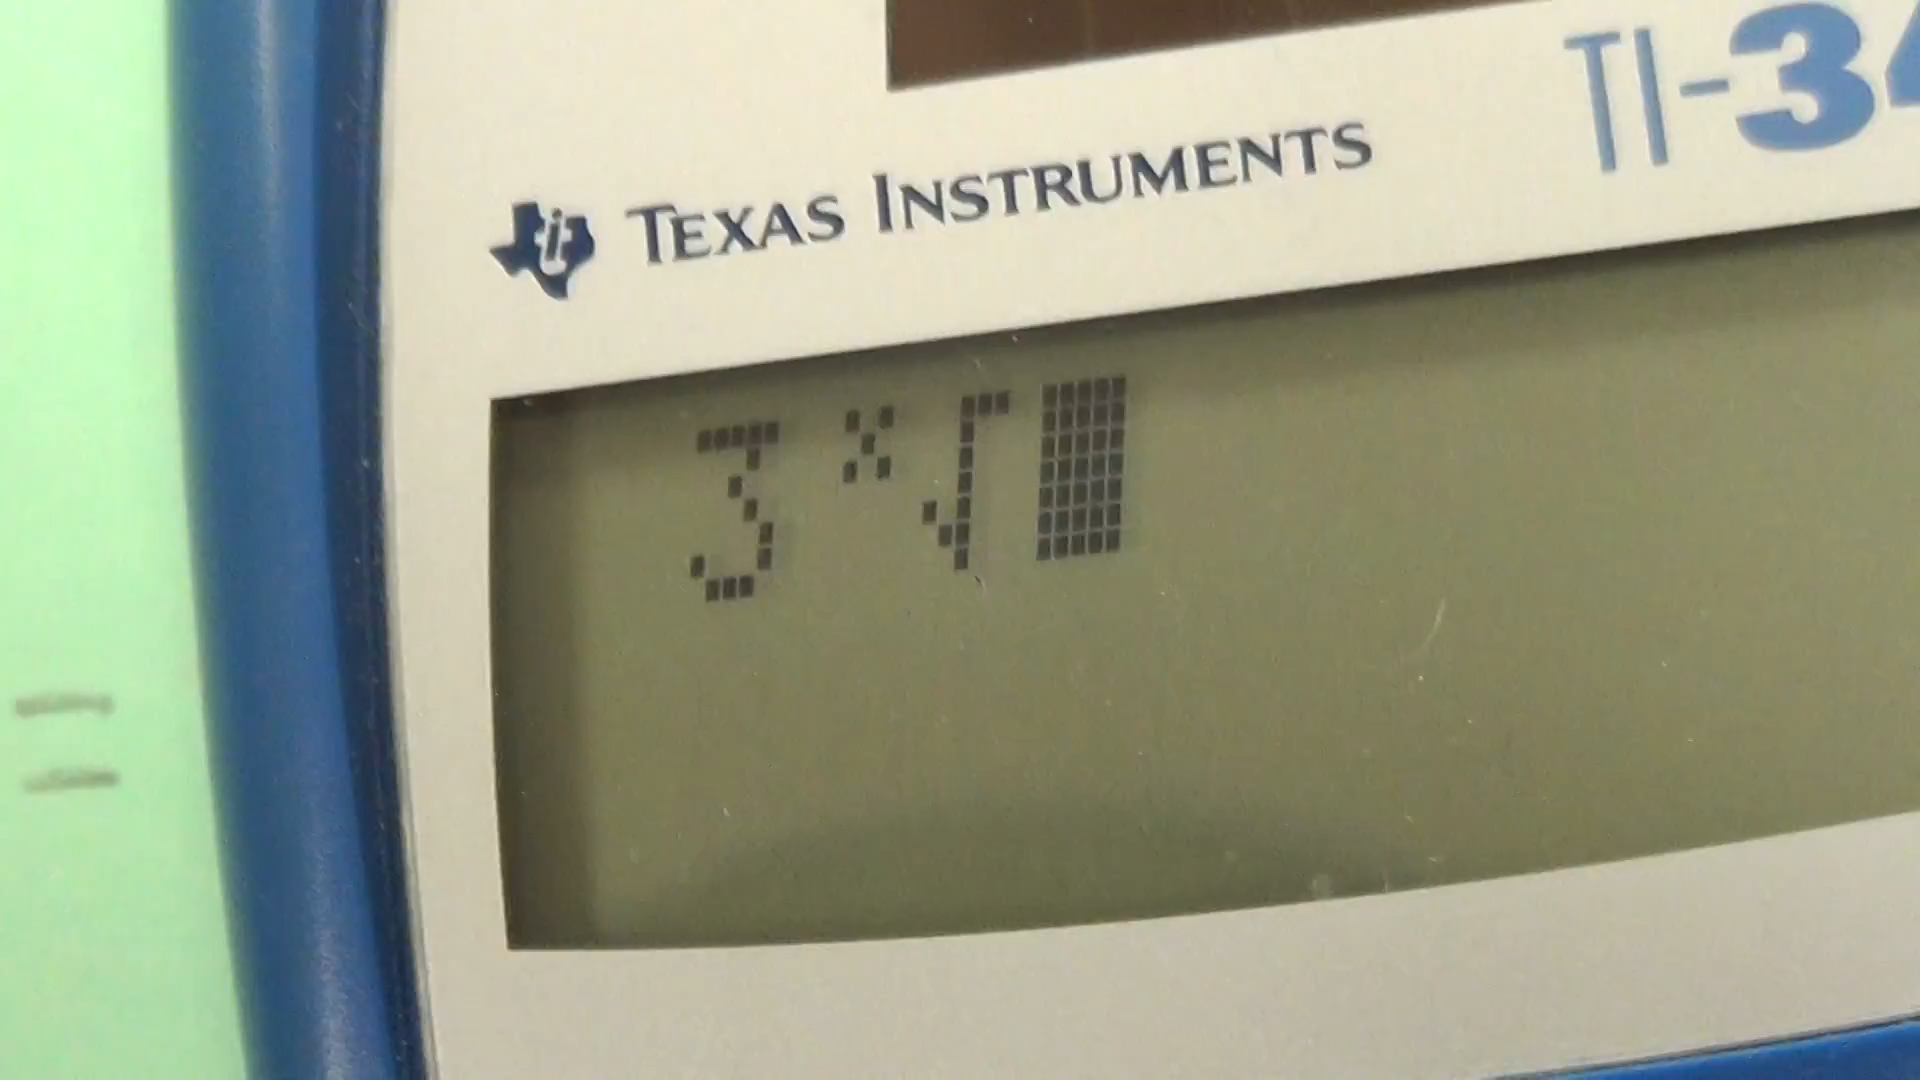 TI-34
TEXAS INSTRUMENTS
3 ˣ√
=